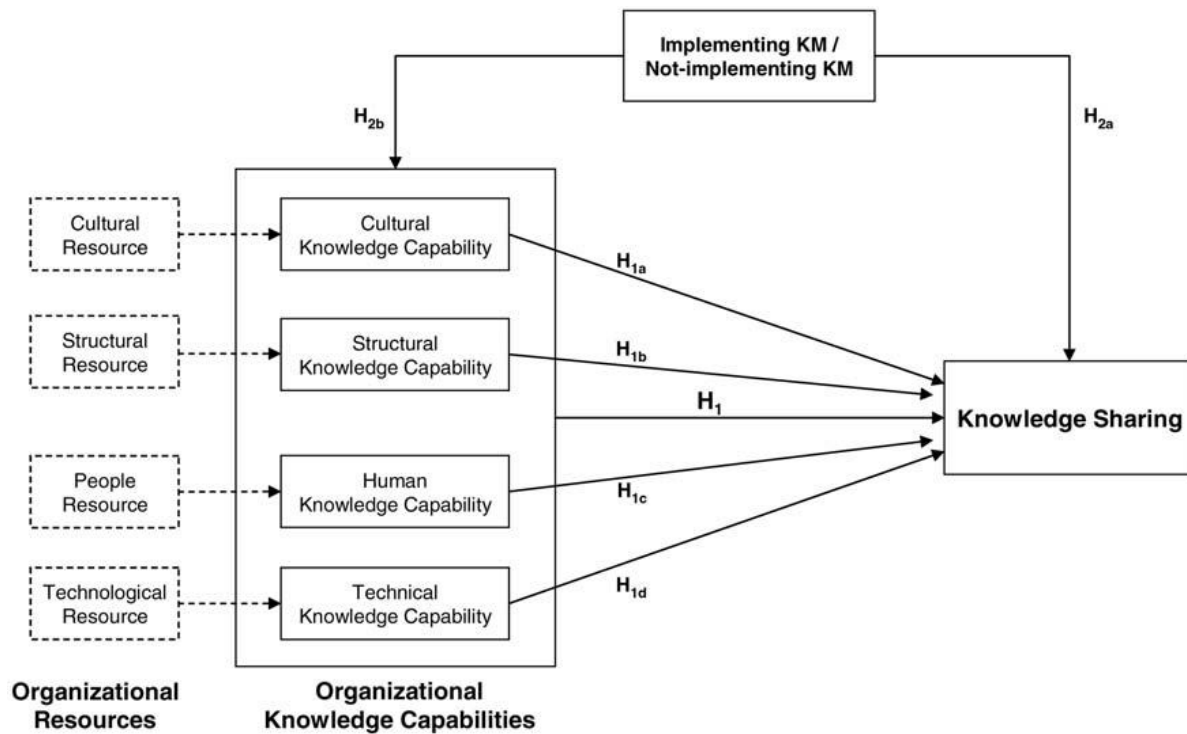 Implementing KM /
Not-implementing KM
H2b
H2a
Cultural
Resource
Cultural
Knowledge Capability
H1a
Structural
Resource
Structural
Knowledge Capability
H1b
H1
Knowledge Sharing
People
Resource
Human
Knowledge Capability
H1c
Technological
Resource
Technical
Knowledge Capability
H1d
Organizational
Resources
Organizational
Knowledge Capabilities